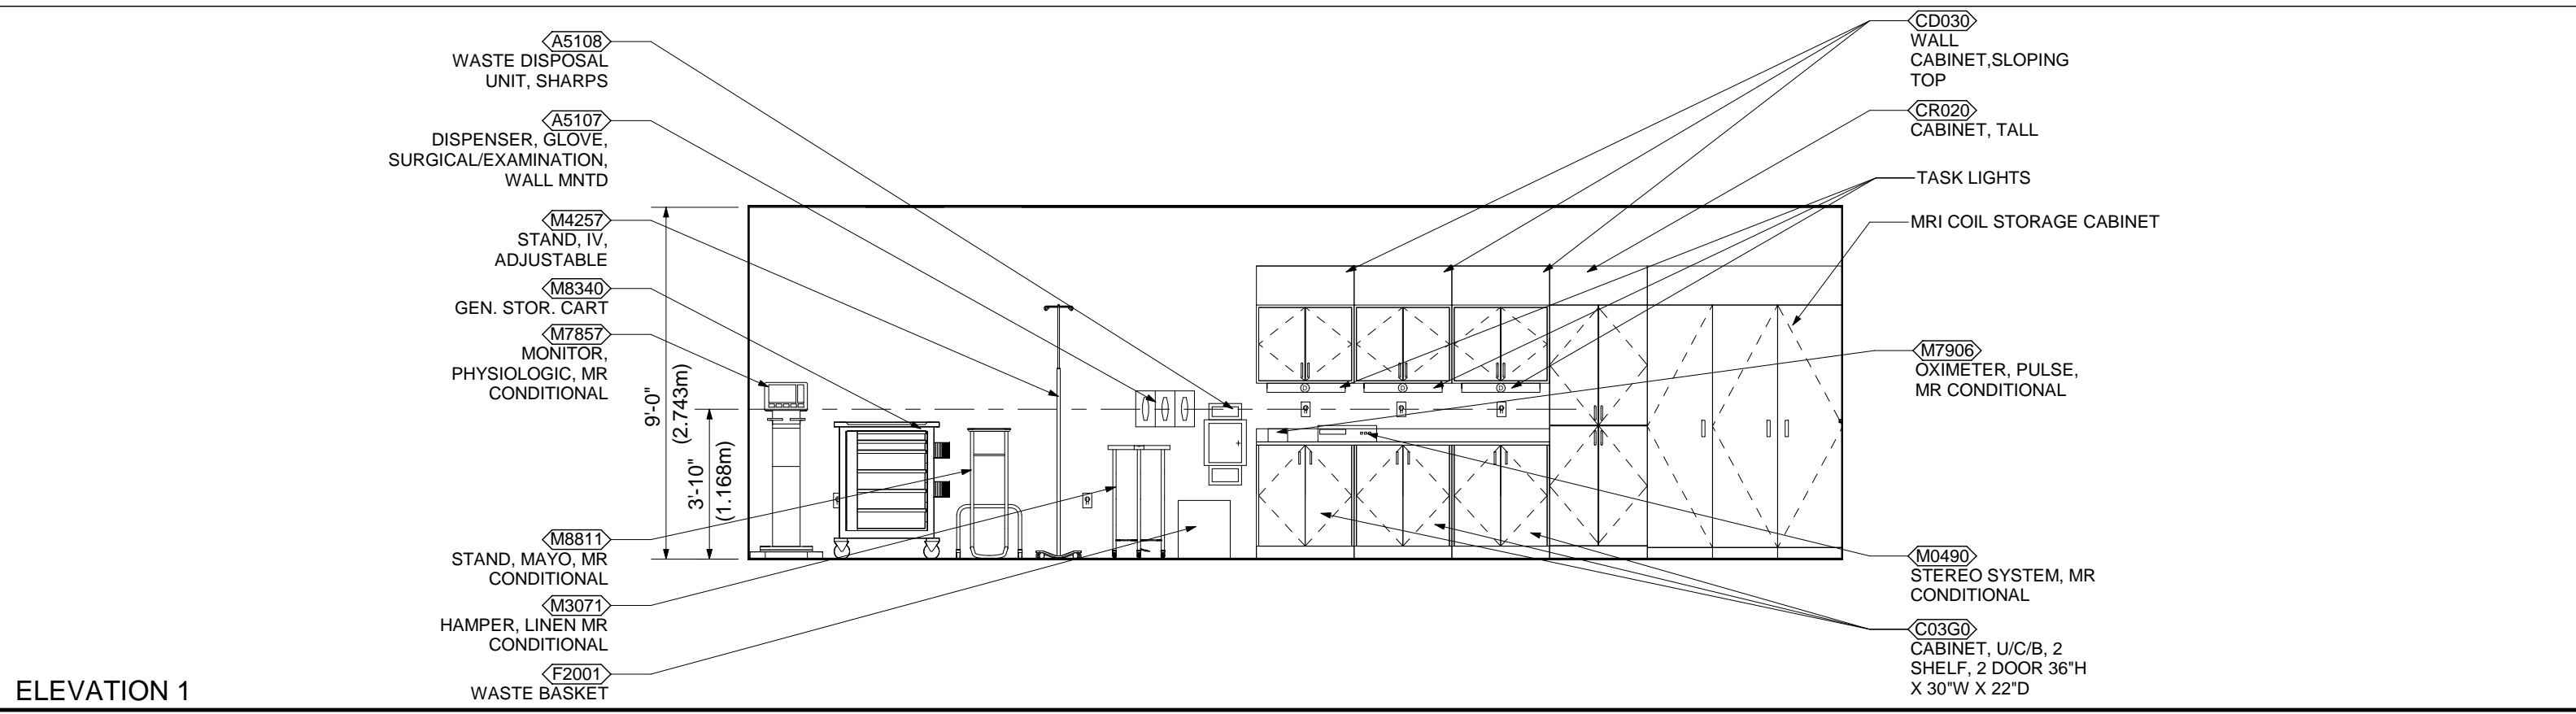 A5108
WASTE DISPOSAL
UNIT, SHARPS
A5107
DISPENSER, GLOVE,
SURGICAL/EXAMINATION,
WALL MNTD
M4257
STAND, IV,
ADJUSTABLE
M8340
GEN. STOR. CART
M7857
MONITOR,
PHYSIOLOGIC, MR
CONDITIONAL
M8811
STAND, MAYO, MR
CONDITIONAL
M3071
HAMPER, LINEN MR
CONDITIONAL
F2001
WASTE BASKET
9'-0"
(2.743m)
3'-10"
(1.168m)
CD030
WALL
CABINET,SLOPING
TOP
CR020
CABINET, TALL
TASK LIGHTS
MRI COIL STORAGE CABINET
M7906
OXIMETER, PULSE,
MR CONDITIONAL
M0490
STEREO SYSTEM, MR
CONDITIONAL
C03G0
CABINET, U/C/B, 2
SHELF, 2 DOOR 36"H
X 30"W X 22"D
ELEVATION 1